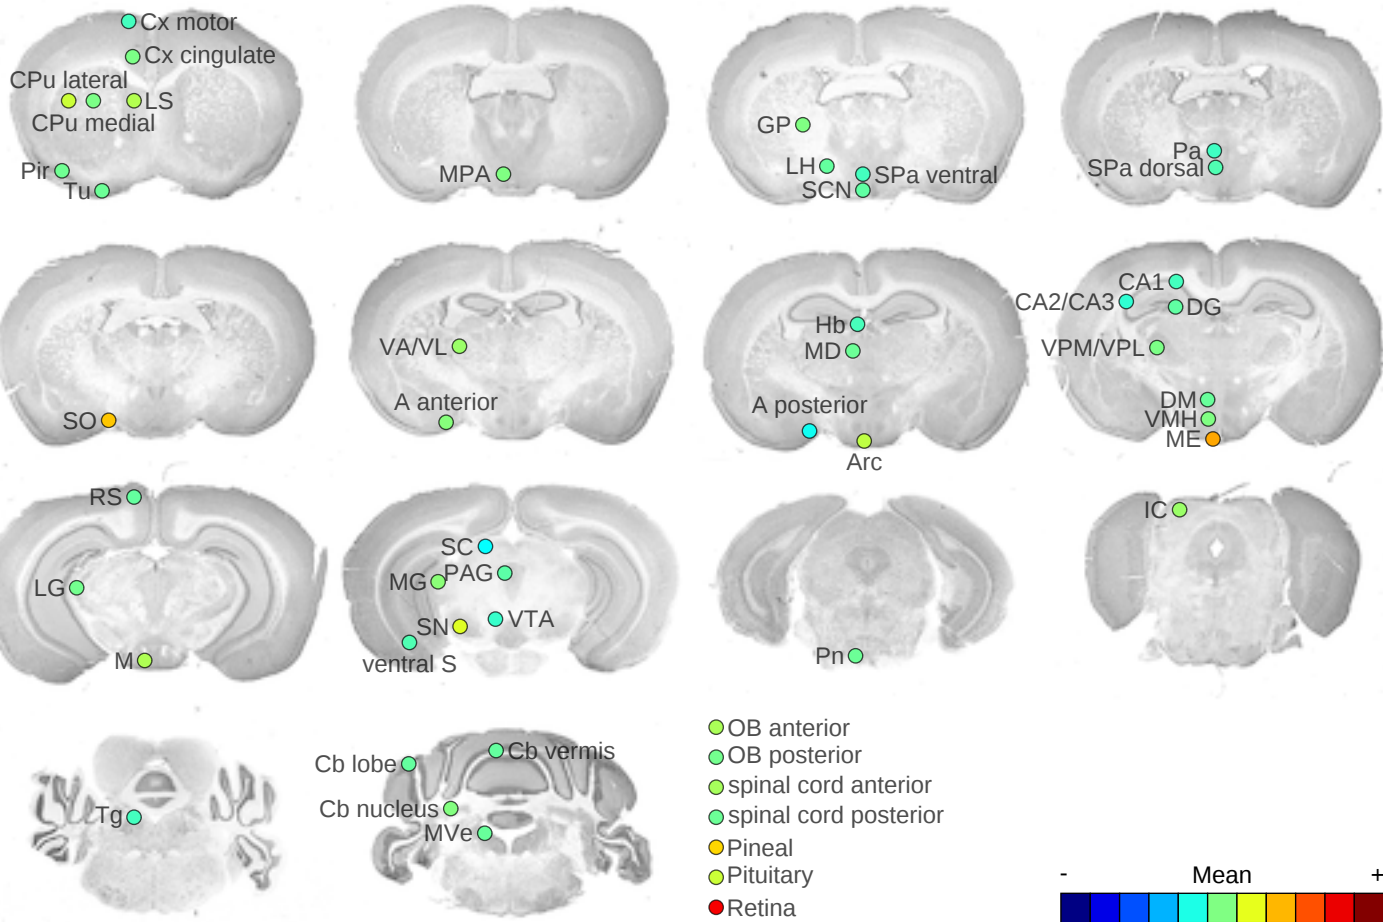 Cx motor
Cx cingulate
CPu lateral
LS
CPu medial
Pir
Tu
MPA
GP
LH
SPa ventral
SCN
Pa
SPa dorsal
SO
VA/VL
A anterior
Hb
MD
A posterior
Arc
CA1
CA2/CA3
DG
VPM/VPL
DM
VMH
ME
RS
LG
M
SC
PAG
MG
VTA
SN
ventral S
Pn
IC
Tg
Cb vermis
Cb lobe
Cb nucleus
MVe
OB anterior
OB posterior
spinal cord anterior
spinal cord posterior
Pineal
Pituitary
Retina
- Mean +